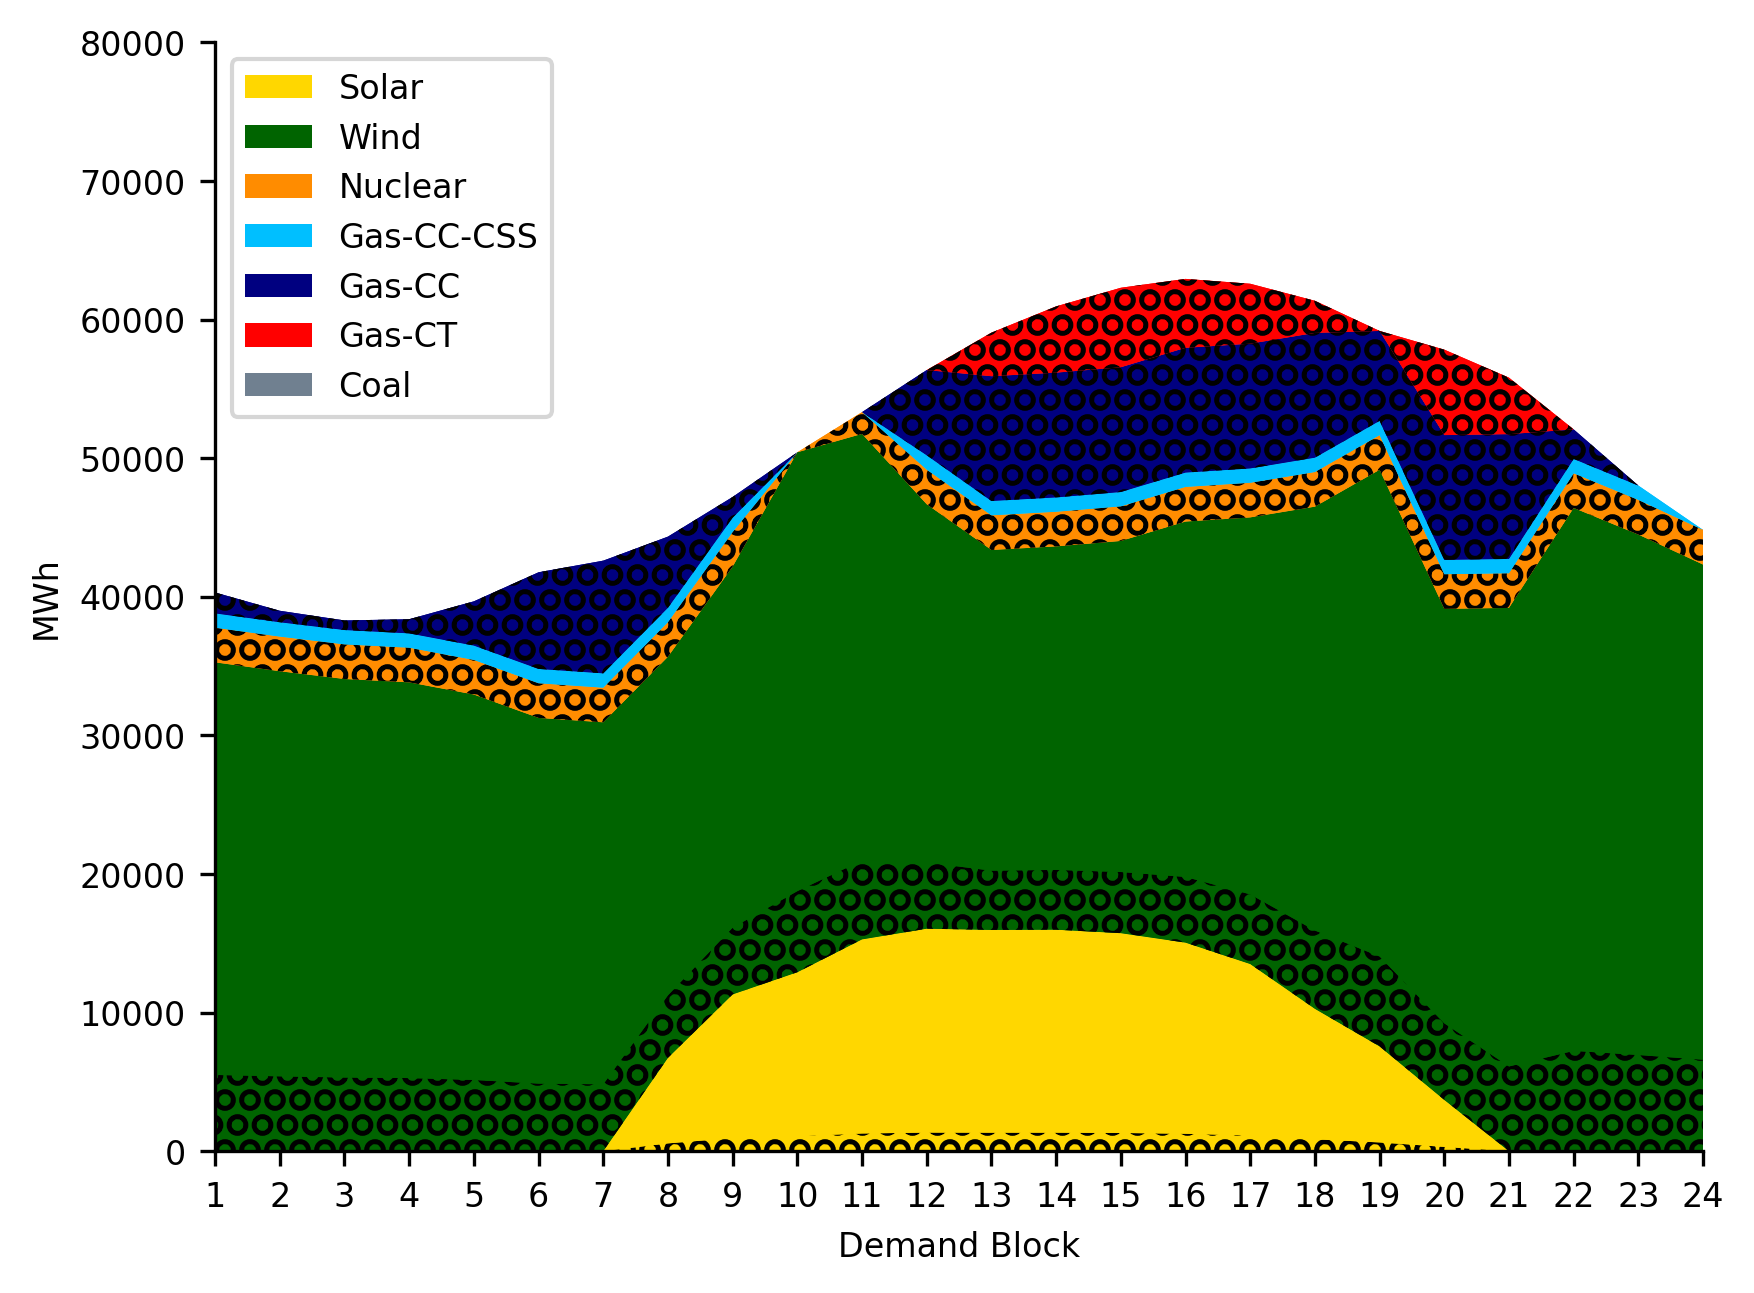 80000
70000
60000
50000
40000
30000
20000
10000
0
MWh
Solar
Wind
Nuclear
Gas-CC-CSS
Gas-CC
Gas-CT
Coal
1 2 3 4 5 6 7 8 9 10 11 12 13 14 15 16 17 18 19 20 21 22 23 24
Demand Block